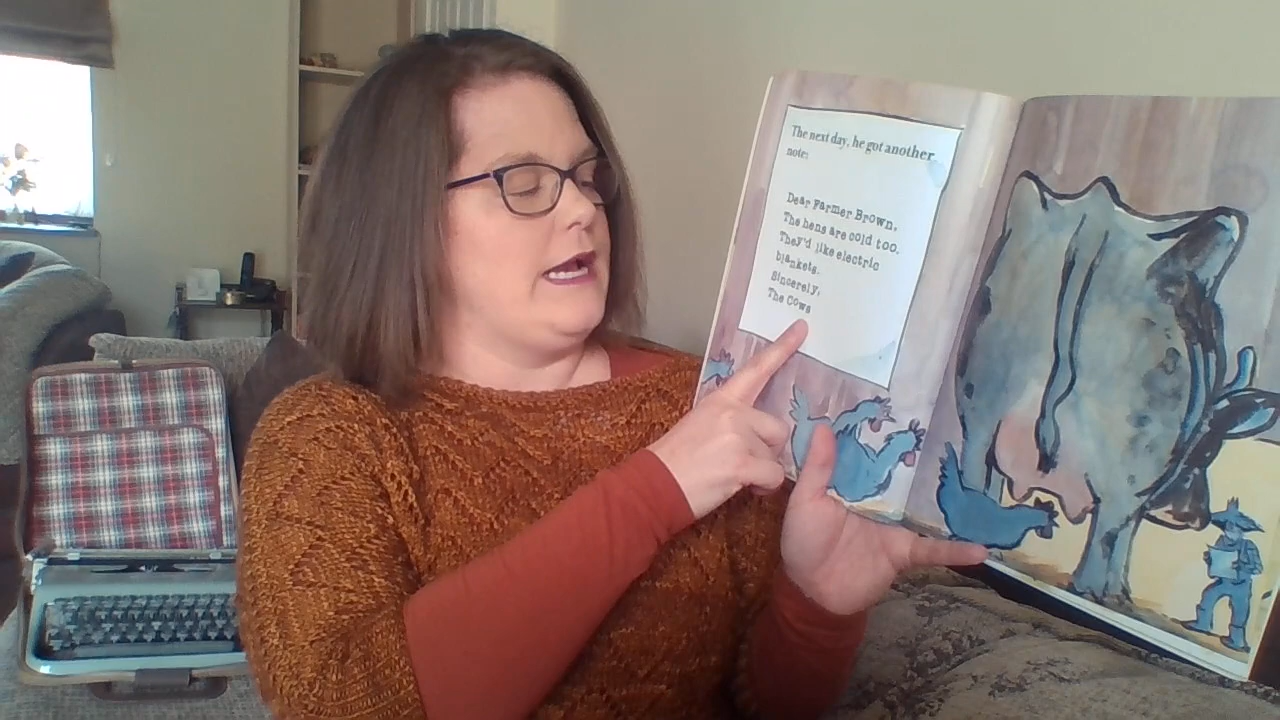 The next day, he got another
note:
Dear Farmer Brown,
The hens are cold too.
They'd like electric
blankets.
Sincerely,
The Cows